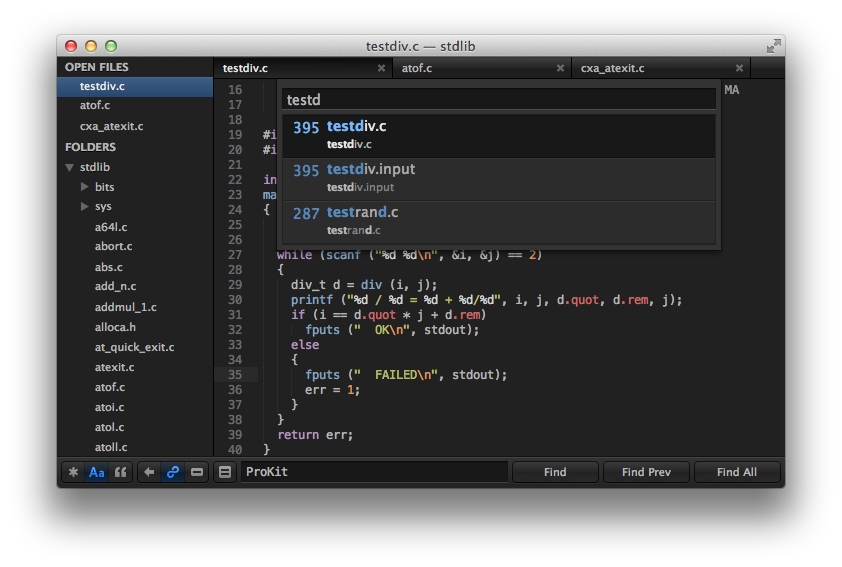 testdiv.c — stdlib
OPEN FILES
testdiv.c
atof.c
cxa_atexit.c
FOLDERS
stdlib
bits
sys
a64l.c
abort.c
abs.c
add_n.c
addmul_1.c
alloca.h
at_quick_exit.c
atexit.c
atof.c
atoi.c
atol.c
atoll.c
testdiv.c
atof.c
cxa_atexit.c
testd
395 testdiv.c
testdiv.c
395 testdiv.input
testdiv.input
287 testrand.c
testrand.c
16 MA
17
18
19 #i
20 #i
21
22 in
23 ma
24 {
25
26
27 while (scanf ("%d %d\n", &i, &j) == 2)
28 {
29 div_t d = div (i, j);
30 printf ("%d / %d = %d + %d/%d", i, j, d.quot, d.rem, j);
31 if (i == d.quot * j + d.rem)
32 fputs ("  OK\n", stdout);
33 else
34 {
35 fputs ("  FAILED\n", stdout);
36 err = 1;
37 }
38 }
39 return err;
40 }
Aa
ProKit
Find
Find Prev
Find All